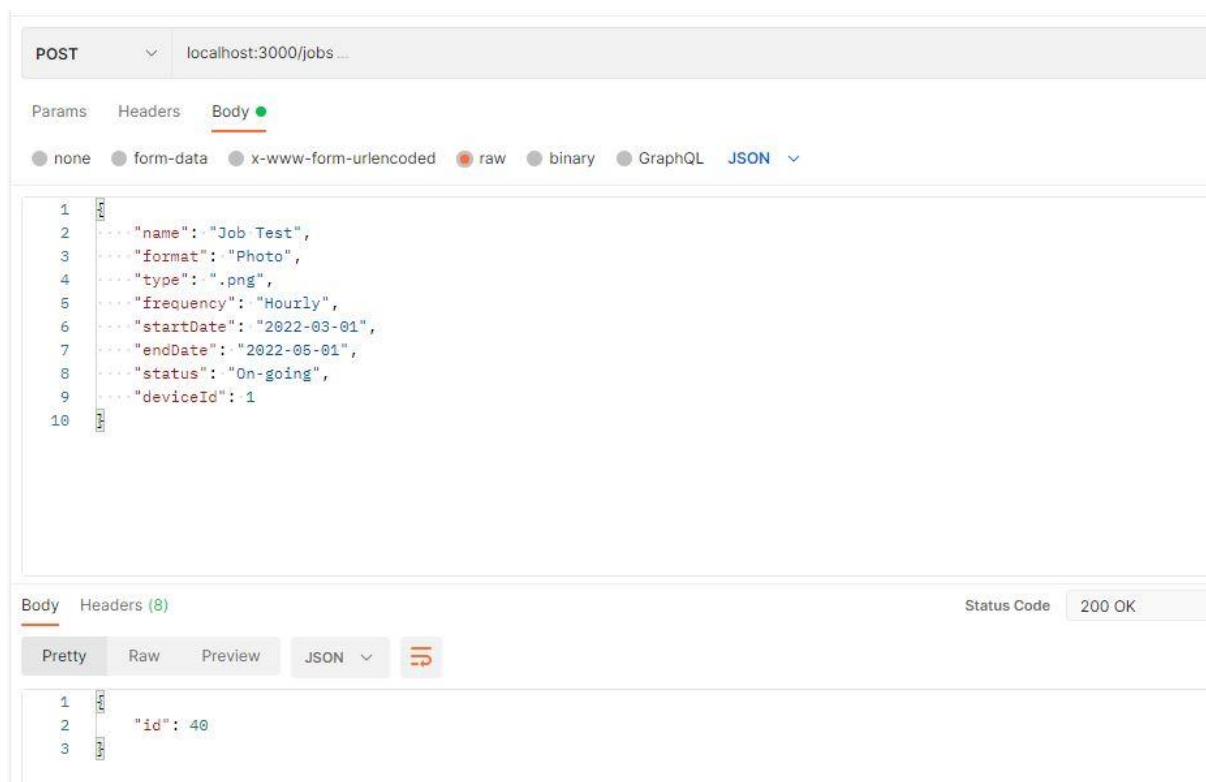 POST localhost:3000/jobs ...
Params Headers Body
none form-data x-www-form-urlencoded raw binary GraphQL JSON
1 {
2 "name": "Job Test",
3 "format": "Photo",
4 "type": ".png",
5 "frequency": "Hourly",
6 "startDate": "2022-03-01",
7 "endDate": "2022-05-01",
8 "status": "On-going",
9 "deviceId": 1
10 }
Body Headers (8) Status Code 200 OK
Pretty Raw Preview JSON
1 {
2 "id": 40
3 }